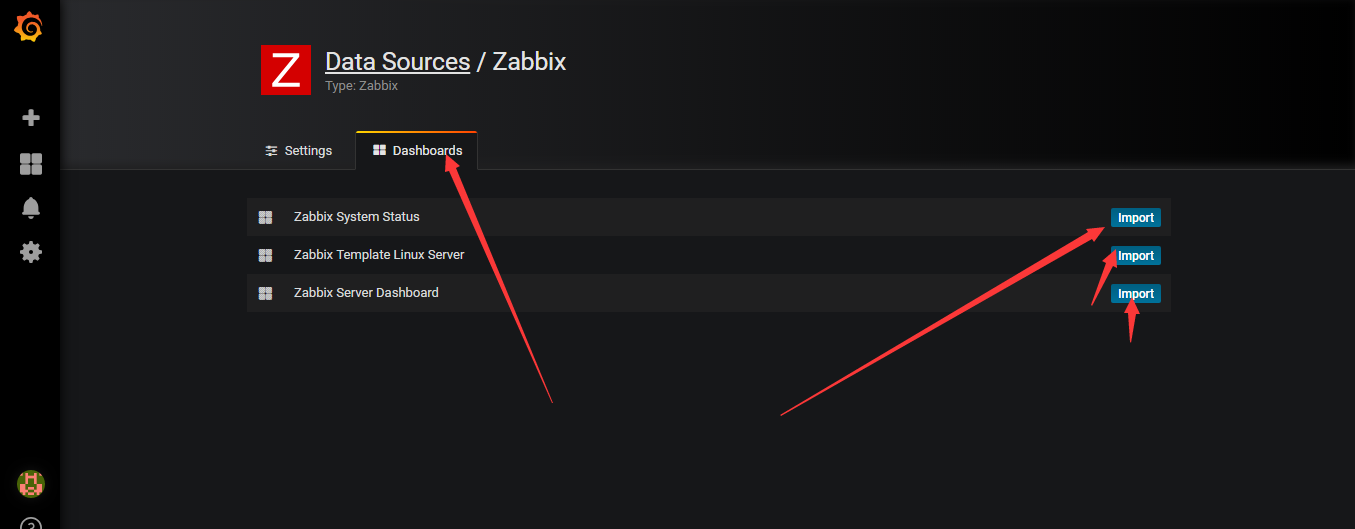 Z
Data Sources / Zabbix
Type: Zabbix
Settings
Dashboards
Zabbix System Status
Import
Zabbix Template Linux Server
Import
Zabbix Server Dashboard
Import
?